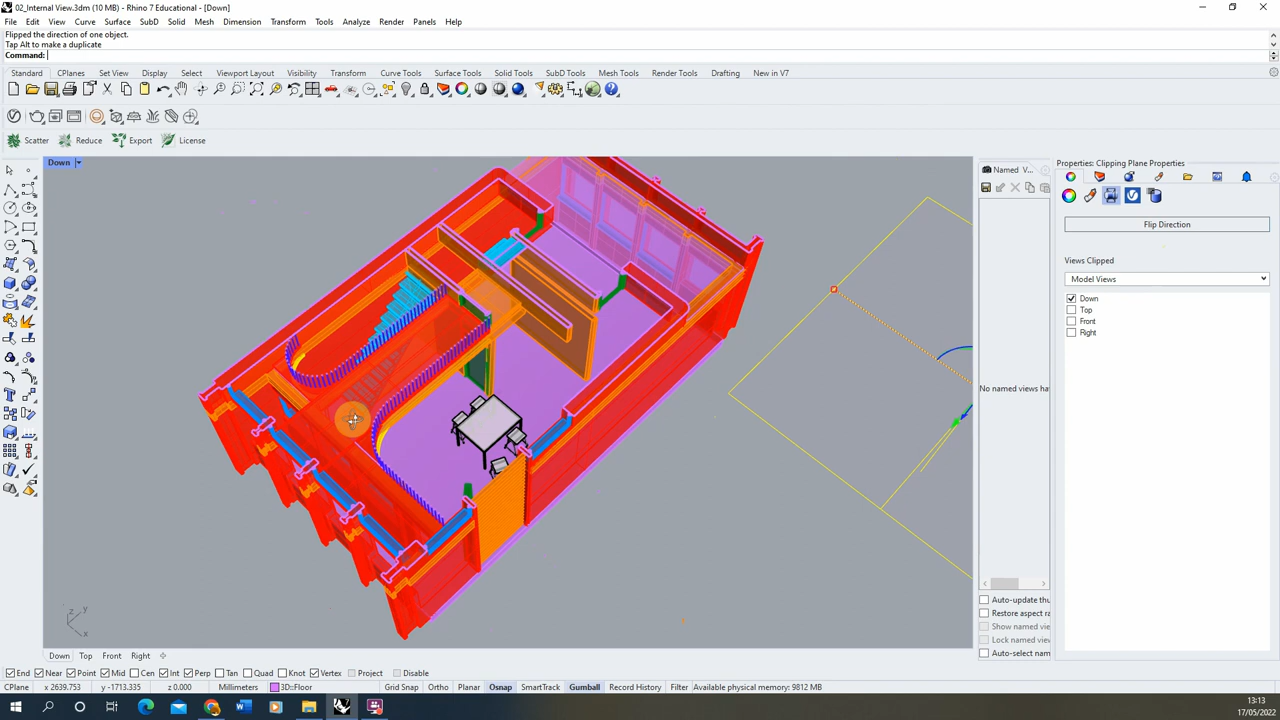 02_Internal View.3dm (10 MB) - Rhino 7 Educational - [Down]
File Edit View Curve Surface SubD Solid Mesh Dimension Transform Tools Analyze Render Panels Help
Flipped the direction of one object.
Tap Alt to make a duplicate
Command:
Standard CPlanes Set View Display Select Viewport Layout Visibility Transform Curve Tools Surface Tools Solid Tools SubD Tools Mesh Tools Render Tools Drafting New in V7
Scatter Reduce Export License
Down
Named V...
Properties: Clipping Plane Properties
Flip Direction
Views Clipped
Model Views
Down
Top
Front
Right
No named views ha
Auto-update thu
Restore aspect ra
Show named view
Lock named view
Auto-select nam
z y
x
Down Top Front Right
End Near Point Mid Cen Int Perp Tan Quad Knot Vertex Project Disable
CPlane x 2639.753 y -1713.335 z 0.000 Millimeters 3D::Floor Grid Snap Ortho Planar Osnap SmartTrack Gumball Record History Filter Available physical memory: 9812 MB
13:13
17/05/2022